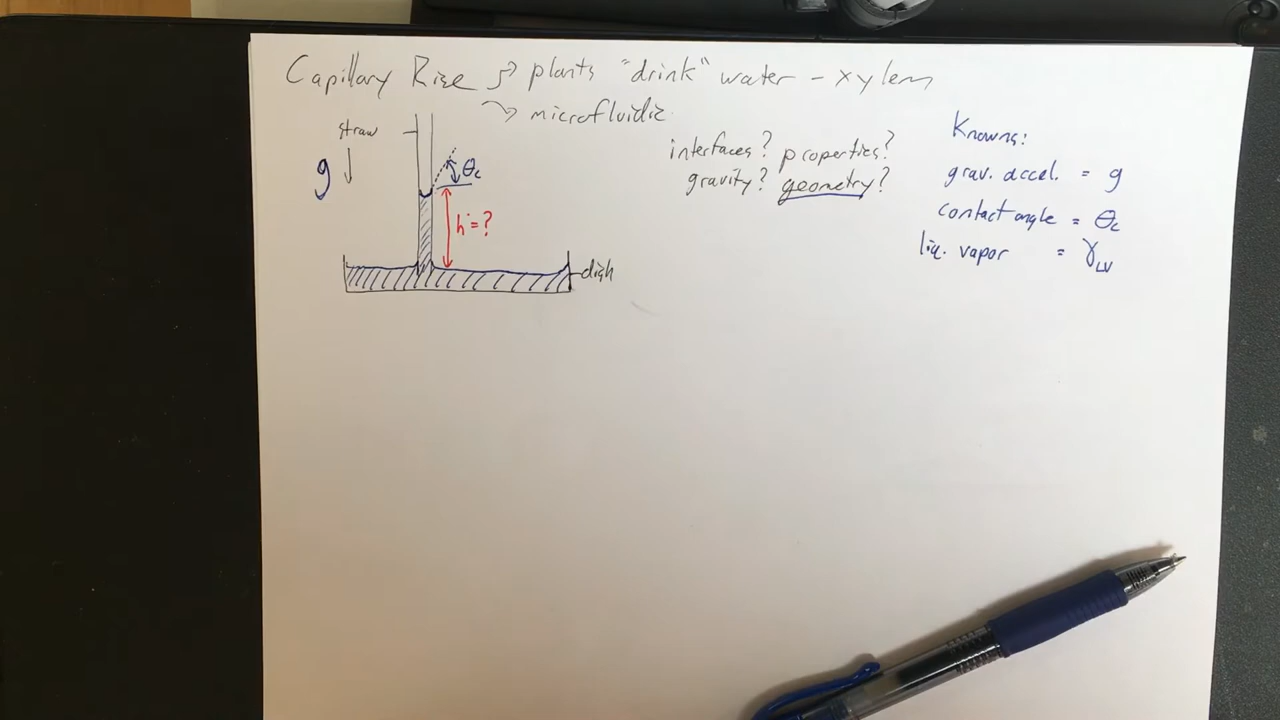 Capillary Rise → plants "drink" water - xylem
→ microfluidic
straw
g
θc
h = ?
dish
interfaces? properties?
gravity? geometry?
Knowns:
grav. accel. = g
contact angle = θc
liq. vapor = γLV